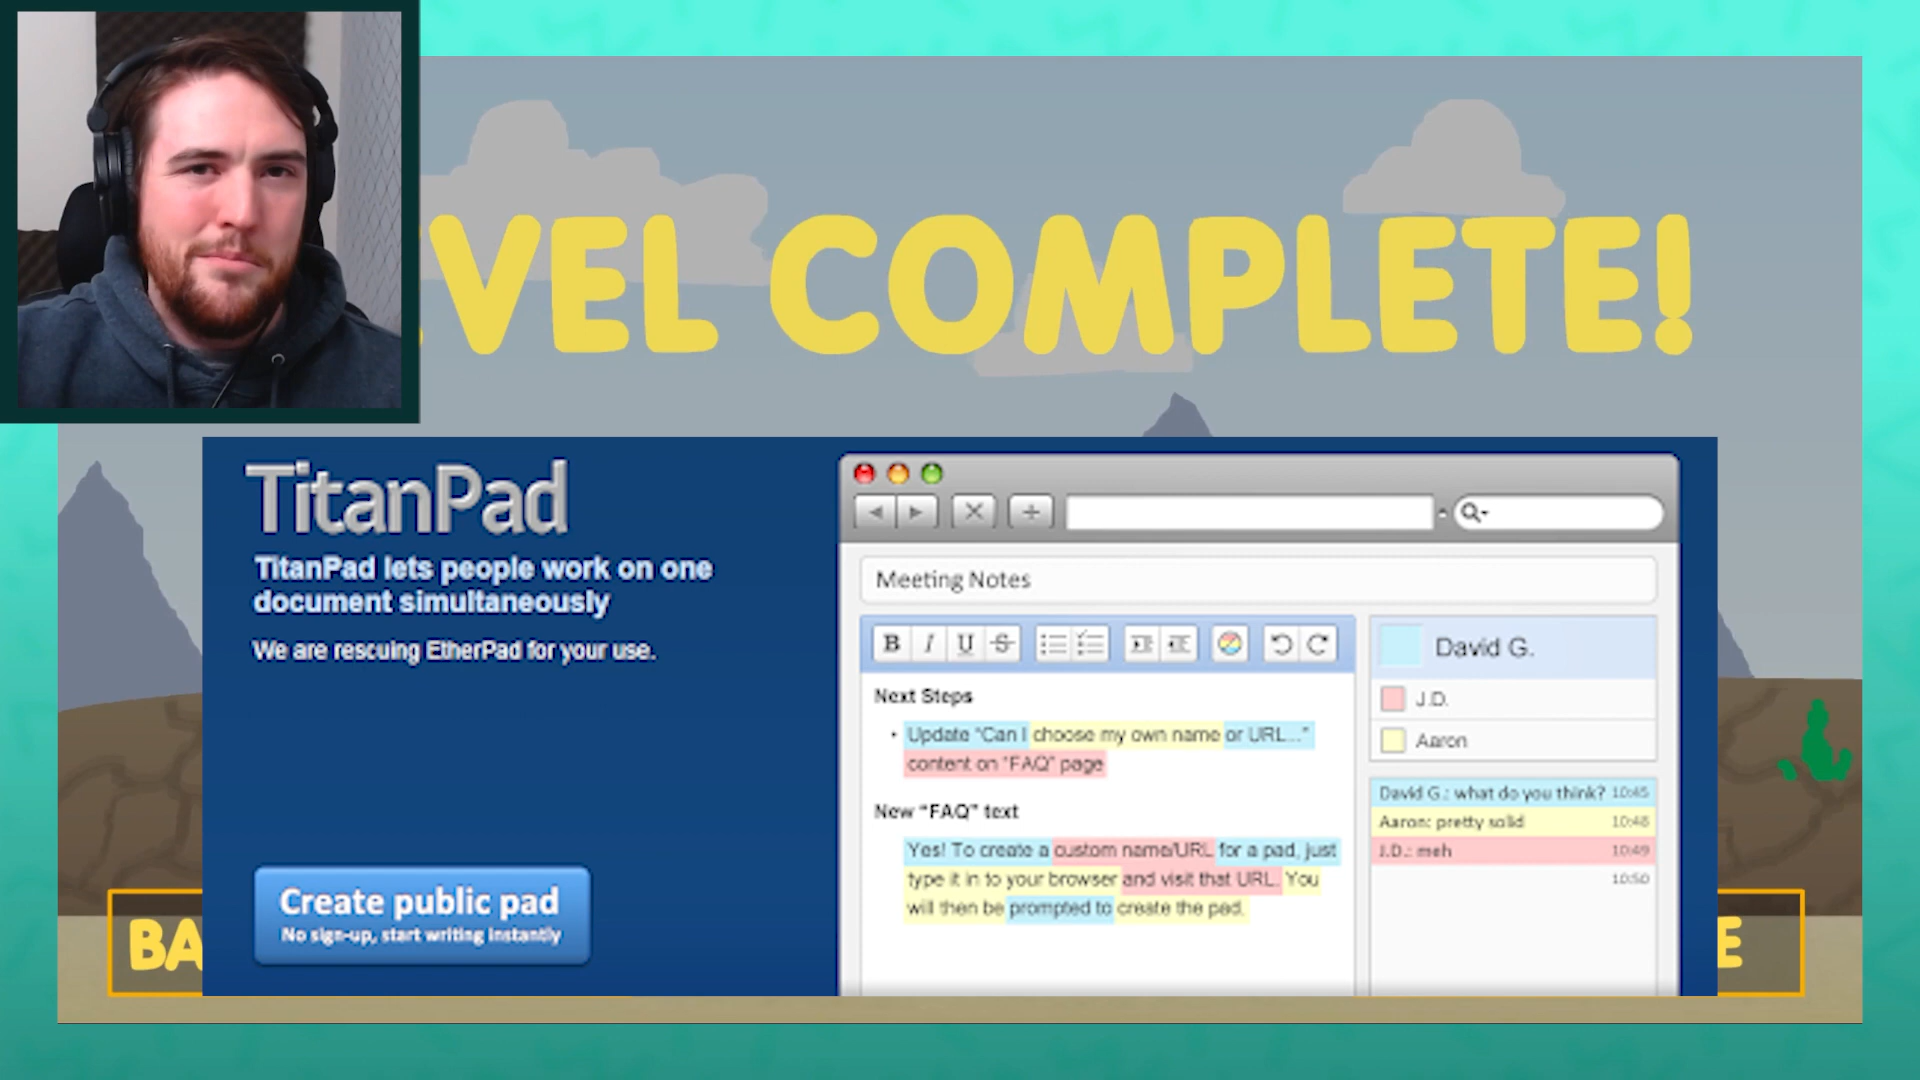 VEL COMPLETE!
TitanPad
TitanPad lets people work on one
document simultaneously
We are rescuing EtherPad for your use.
Create public pad
No sign-up, start writing instantly
Meeting Notes
B I U S
Next Steps
• Update "Can I choose my own name or URL..."
content on "FAQ" page
New "FAQ" text
Yes! To create a custom name/URL for a pad, just
type it in to your browser and visit that URL. You
will then be prompted to create the pad.
David G.
J.D.
Aaron
David G.: what do you think? 10:45
Aaron: pretty solid 10:48
J.D.: meh 10:49
10:50
BA
E